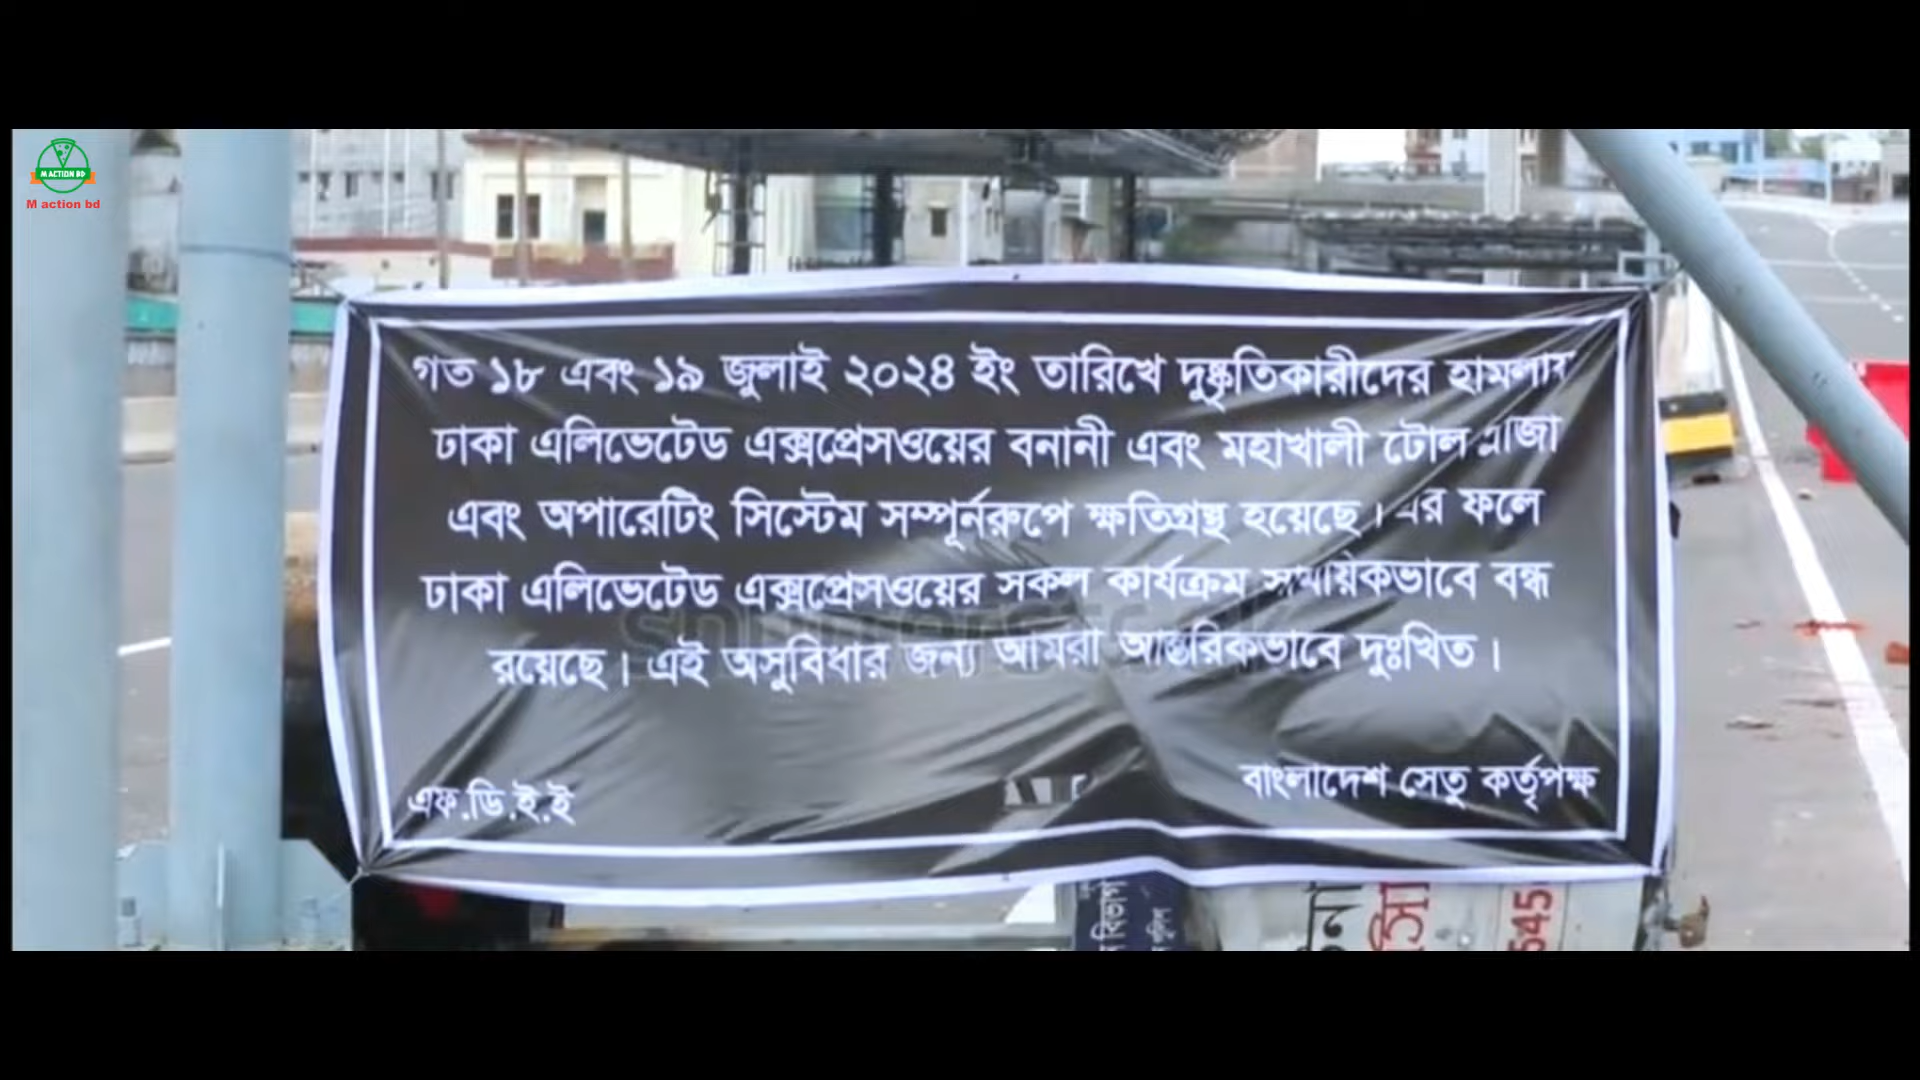 M ACTION BD
M action bd
গত ১৮ এবং ১৯ জুলাই ২০২৪ ইং তারিখে দুষ্কৃতিকারীদের হামলায়
ঢাকা এলিভেটেড এক্সপ্রেসওয়ের বনানী এবং মহাখালী টোল প্লাজা
এবং অপারেটিং সিস্টেম সম্পূর্নরুপে ক্ষতিগ্রস্থ হয়েছে। এর ফলে
ঢাকা এলিভেটেড এক্সপ্রেসওয়ের সকল কার্যক্রম সাময়িকভাবে বন্ধ
রয়েছে। এই অসুবিধার জন্য আমরা আন্তরিকভাবে দুঃখিত।
এফ.ডি.ই.ই
বাংলাদেশ সেতু কর্তৃপক্ষ
বিভাগ
645